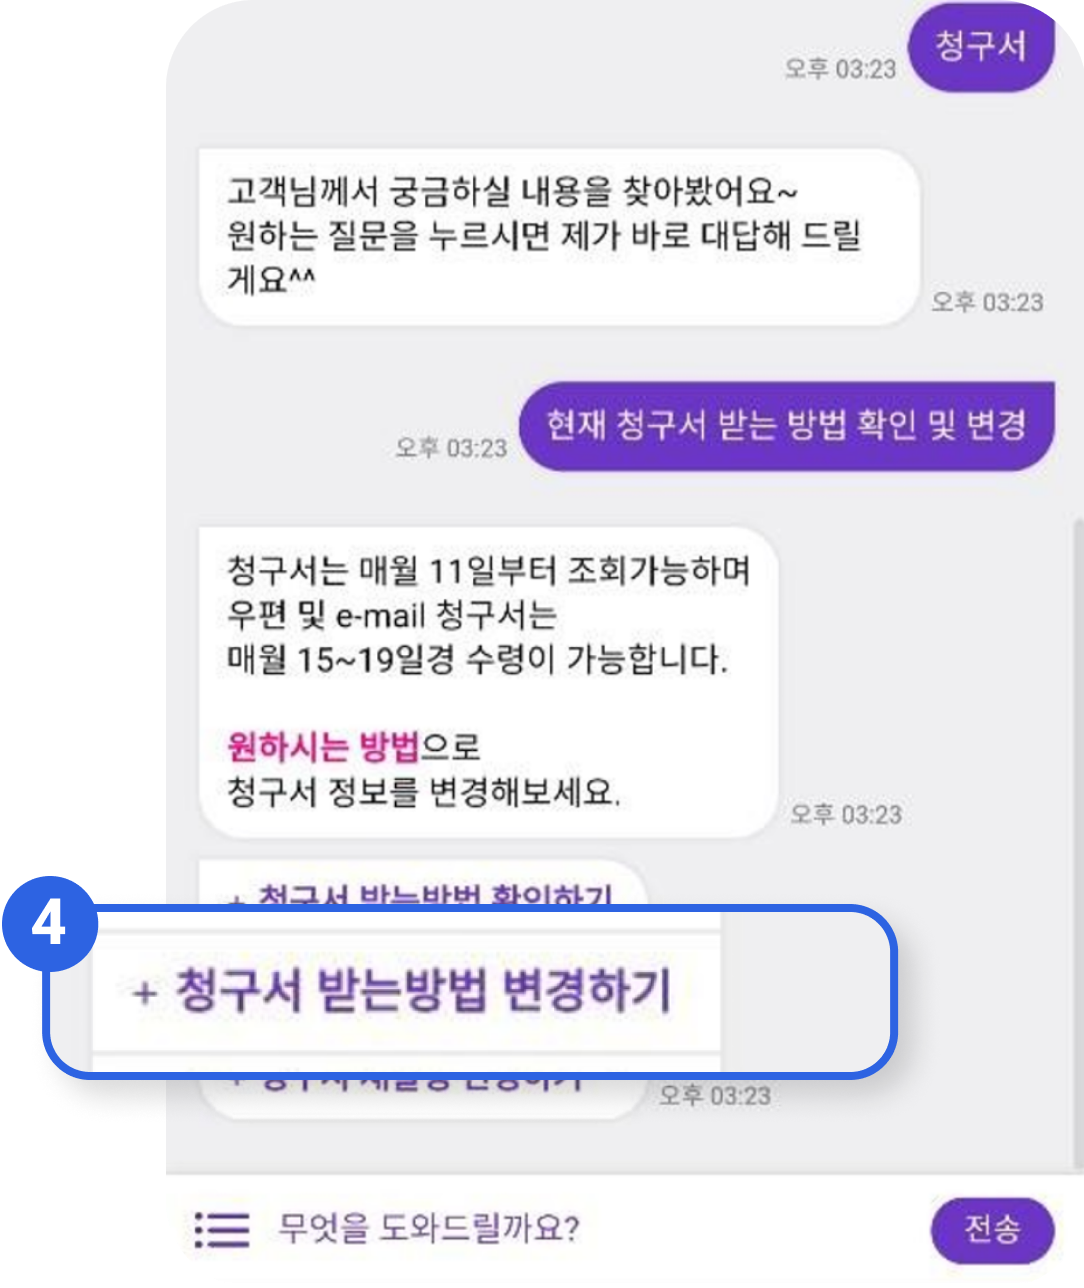 청구서
오후 03:23
고객님께서 궁금하실 내용을 찾아봤어요~
원하는 질문을 누르시면 제가 바로 대답해 드릴
게요^^
오후 03:23
현재 청구서 받는 방법 확인 및 변경
오후 03:23
청구서는 매월 11일부터 조회가능하며
우편 및 e-mail 청구서는
매월 15~19일경 수령이 가능합니다.
원하시는 방법으로
청구서 정보를 변경해보세요.
오후 03:23
+ 청구서 받는방법 확인하기
4
+ 청구서 받는방법 변경하기
오후 03:23
무엇을 도와드릴까요?
전송